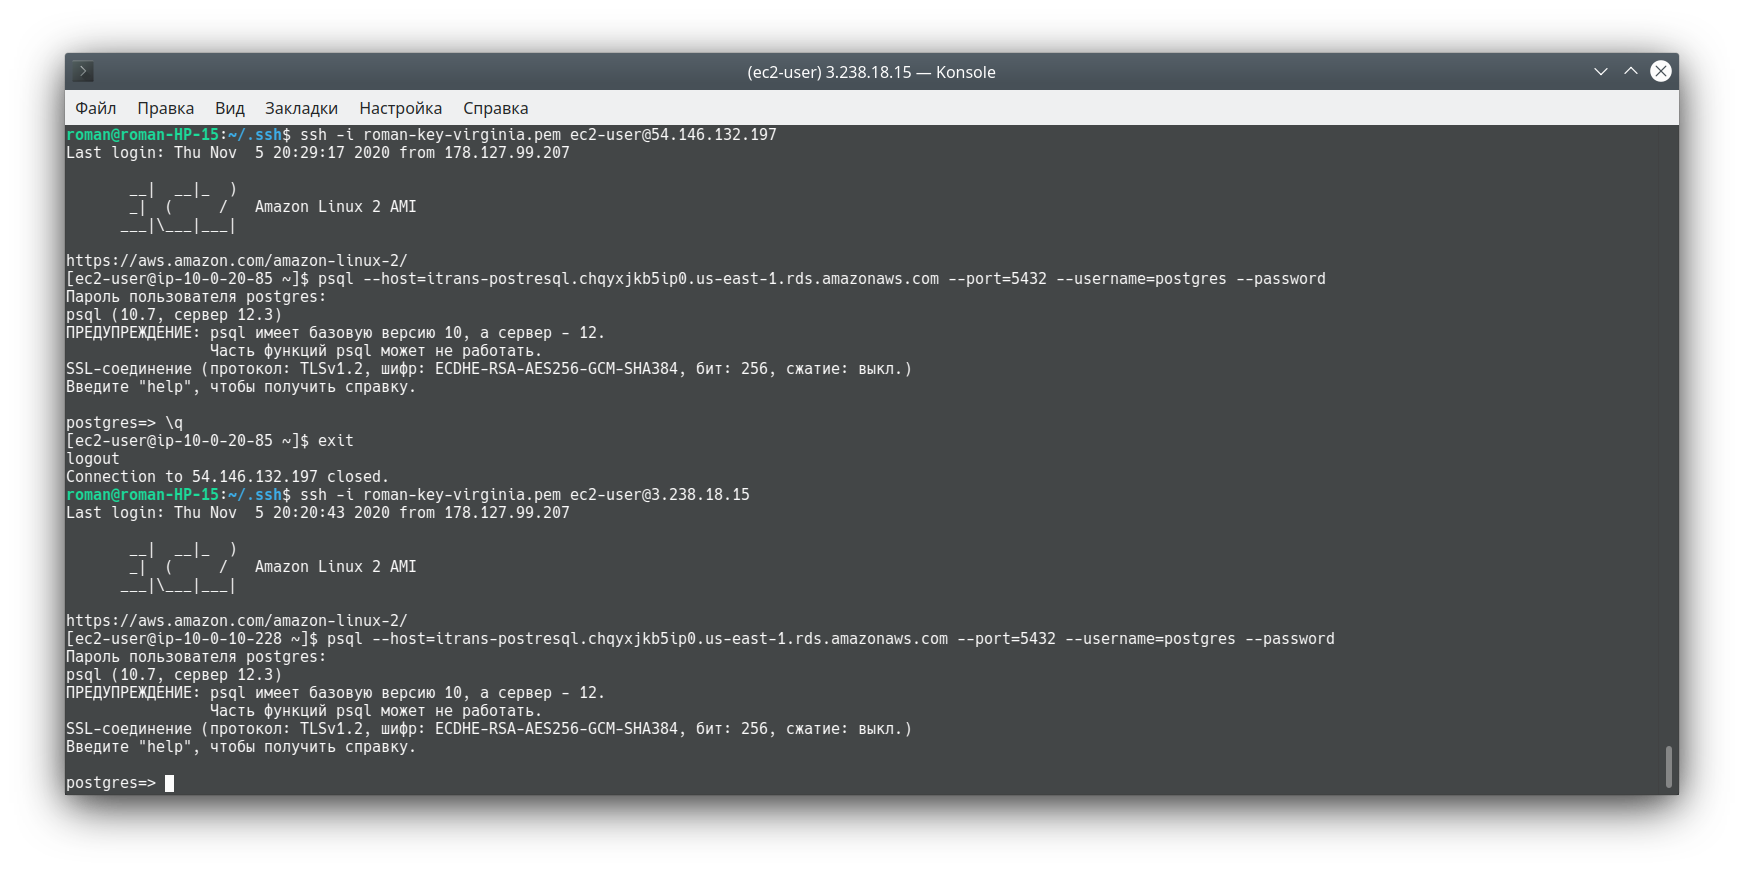 (ec2-user) 3.238.18.15 — Konsole
Файл Правка Вид Закладки Настройка Справка
roman@roman-HP-15:~/.ssh$ ssh -i roman-key-virginia.pem ec2-user@54.146.132.197
Last login: Thu Nov  5 20:29:17 2020 from 178.127.99.207
       __|  __|_  )
       _|  (     /   Amazon Linux 2 AMI
      ___|\___|___|
https://aws.amazon.com/amazon-linux-2/
[ec2-user@ip-10-0-20-85 ~]$ psql --host=itrans-postresql.chqyxjkb5ip0.us-east-1.rds.amazonaws.com --port=5432 --username=postgres --password
Пароль пользователя postgres:
psql (10.7, сервер 12.3)
ПРЕДУПРЕЖДЕНИЕ: psql имеет базовую версию 10, а сервер - 12.
                Часть функций psql может не работать.
SSL-соединение (протокол: TLSv1.2, шифр: ECDHE-RSA-AES256-GCM-SHA384, бит: 256, сжатие: выкл.)
Введите "help", чтобы получить справку.
postgres=> \q
[ec2-user@ip-10-0-20-85 ~]$ exit
logout
Connection to 54.146.132.197 closed.
roman@roman-HP-15:~/.ssh$ ssh -i roman-key-virginia.pem ec2-user@3.238.18.15
Last login: Thu Nov  5 20:20:43 2020 from 178.127.99.207
       __|  __|_  )
       _|  (     /   Amazon Linux 2 AMI
      ___|\___|___|
https://aws.amazon.com/amazon-linux-2/
[ec2-user@ip-10-0-10-228 ~]$ psql --host=itrans-postresql.chqyxjkb5ip0.us-east-1.rds.amazonaws.com --port=5432 --username=postgres --password
Пароль пользователя postgres:
psql (10.7, сервер 12.3)
ПРЕДУПРЕЖДЕНИЕ: psql имеет базовую версию 10, а сервер - 12.
                Часть функций psql может не работать.
SSL-соединение (протокол: TLSv1.2, шифр: ECDHE-RSA-AES256-GCM-SHA384, бит: 256, сжатие: выкл.)
Введите "help", чтобы получить справку.
postgres=>